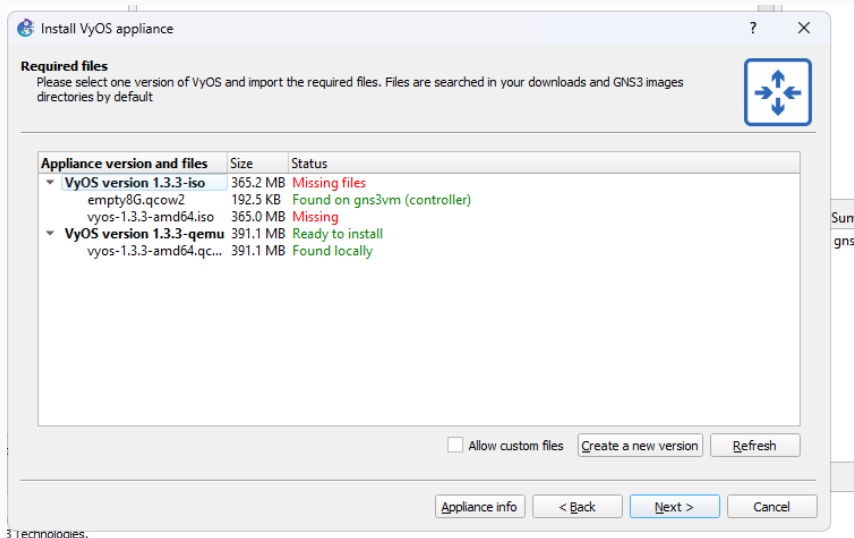 Install VyOS appliance
?
Required files
Please select one version of VyOS and import the required files. Files are searched in your downloads and GNS3 images
directories by default
Appliance version and files Size Status
VyOS version 1.3.3-iso 365.2 MB Missing files
empty8G.qcow2 192.5 KB Found on gns3vm (controller)
vyos-1.3.3-amd64.iso 365.0 MB Missing
VyOS version 1.3.3-qemu 391.1 MB Ready to install
vyos-1.3.3-amd64.qc... 391.1 MB Found locally
Allow custom files Create a new version Refresh
Appliance info < Back Next > Cancel
Sum
gns
3 Technologies.